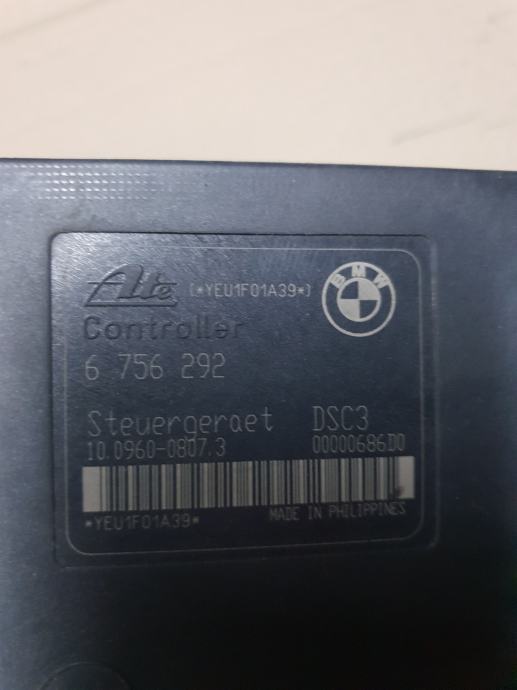 Ate [*YEU1F01A39*] BMW
Controller
6 756 292
Steuergeraet DSC3
10.0960-0807.3 00000686D0
*YEU1F01A39* MADE IN PHILIPPINES